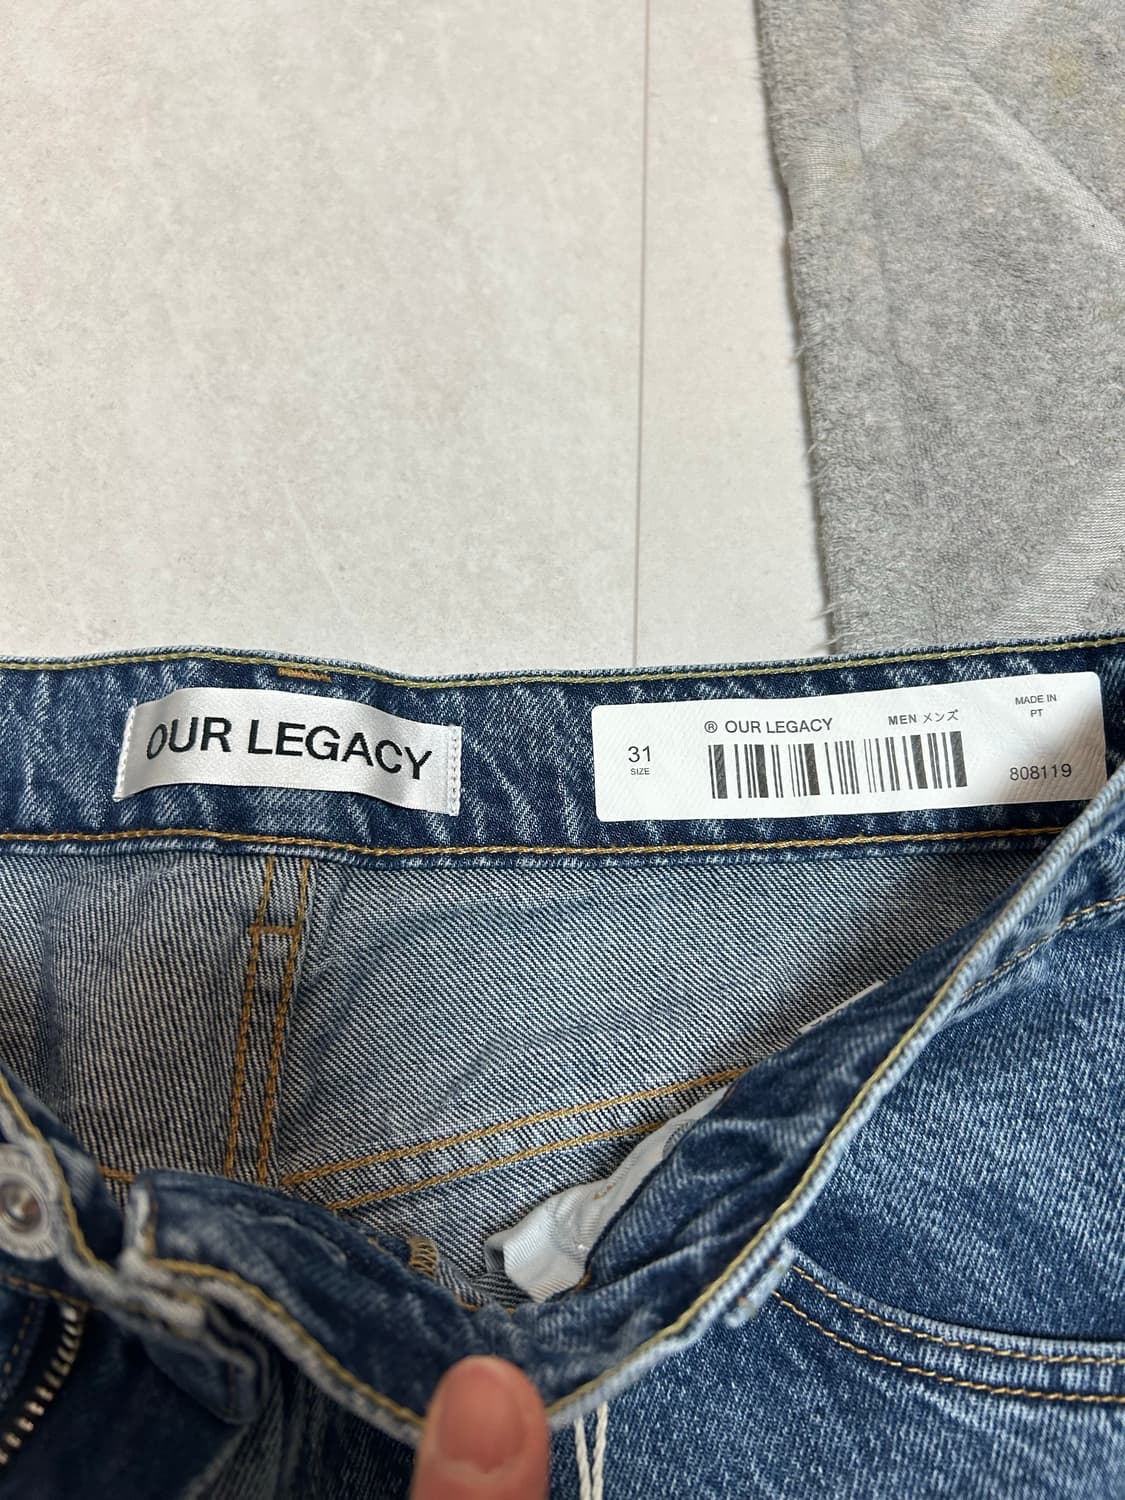 OUR LEGACY
® OUR LEGACY
MEN メンズ
MADE IN
PT
31
SIZE
808119